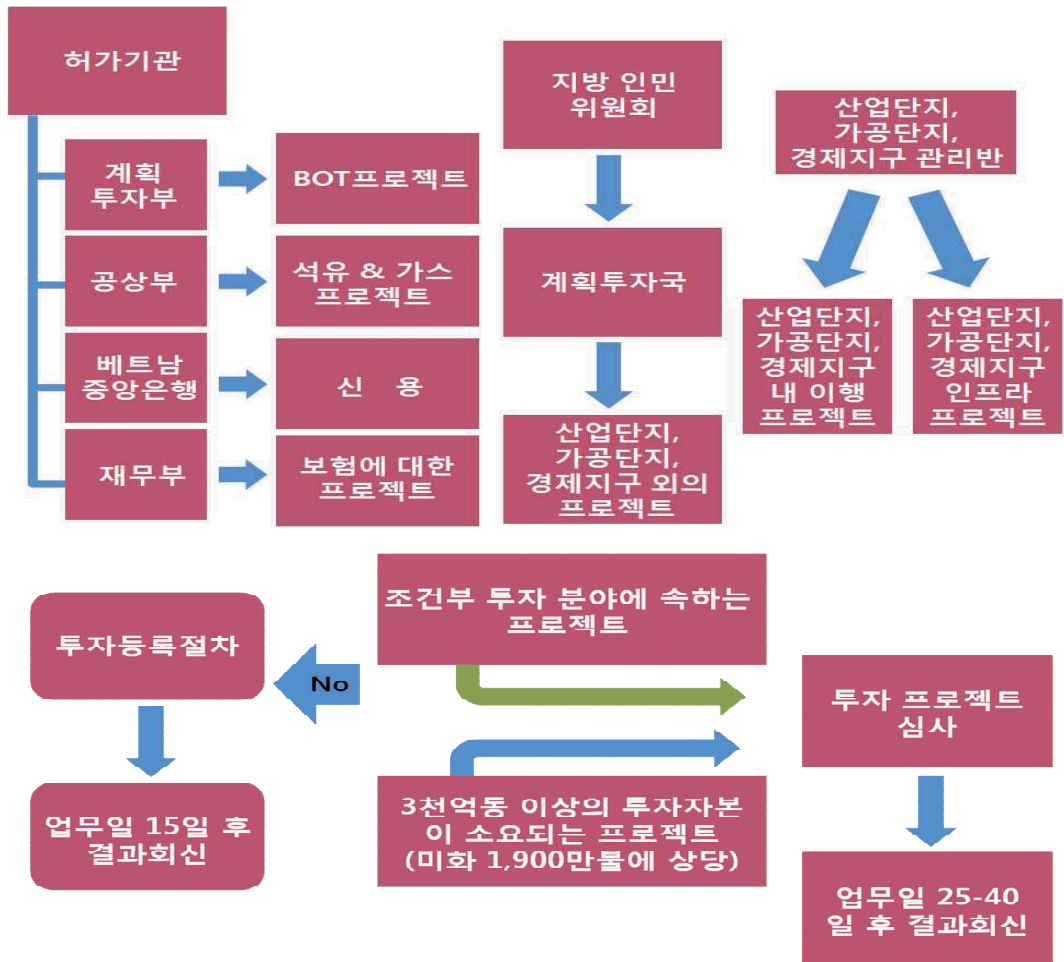 허가기관
계획
투자부
BOT프로젝트
공상부
석유 & 가스
프로젝트
베트남
중앙은행
신 용
재무부
보험에 대한
프로젝트
지방 인민
위원회
계획투자국
산업단지,
가공단지,
경제지구 외의
프로젝트
산업단지,
가공단지,
경제지구 관리반
산업단지,
가공단지,
경제지구
내 이행
프로젝트
산업단지,
가공단지,
경제지구
인프라
프로젝트
조건부 투자 분야에 속하는
프로젝트
투자등록절차
No
업무일 15일 후
결과회신
3천억동 이상의 투자자본
이 소요되는 프로젝트
(미화 1,900만불에 상당)
투자 프로젝트
심사
업무일 25-40
일 후 결과회신